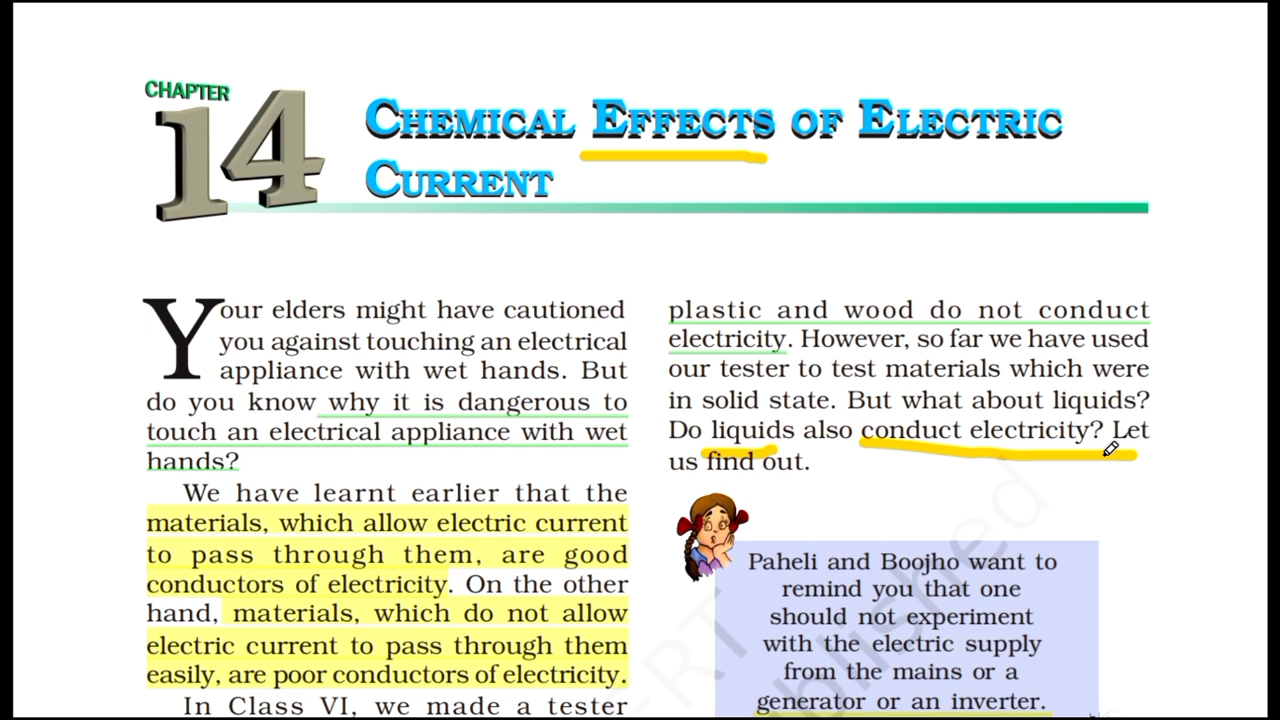 CHAPTER
14
CHEMICAL EFFECTS OF ELECTRIC
CURRENT
Your elders might have cautioned
you against touching an electrical
appliance with wet hands. But
do you know why it is dangerous to
touch an electrical appliance with wet
hands?
We have learnt earlier that the
materials, which allow electric current
to pass through them, are good
conductors of electricity. On the other
hand, materials, which do not allow
electric current to pass through them
easily, are poor conductors of electricity.
In Class VI, we made a tester
plastic and wood do not conduct
electricity. However, so far we have used
our tester to test materials which were
in solid state. But what about liquids?
Do liquids also conduct electricity? Let
us find out.
Paheli and Boojho want to
remind you that one
should not experiment
with the electric supply
from the mains or a
generator or an inverter.